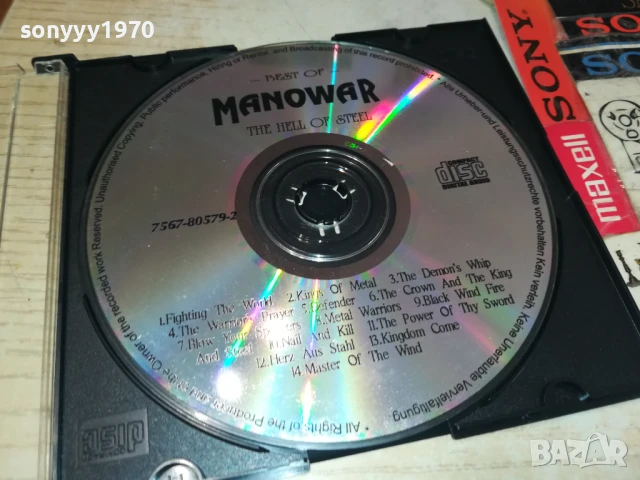 sonyyy1970
– BEST OF
MANOWAR
THE HELL OF STEEL
COMPACT
disc
DIGITAL AUDIO
7567-80579-2
1.Fighting The World 2.Kings Of Metal 3.The Demon's Whip
4.The Warriors Prayer 5.Defender 6.The Crown And The King
7.Blow Your Speakers 8.Metal Warriors 9.Black Wind Fire
And Steel 10.Nail And Kill 11.The Power Of Thy Sword
12.Herz Aus Stahl 13.Kingdom Come
14.Master Of The Wind
All Rights of the Producer and of the Owner of the recorded work Reserved. Unauthorised Copying, Public performance, Hiring or Rental, and Broadcasting of this record prohibited • Alle Urheber-und Leistungsschutzrechte vorbehalten Kein Verleih, Keine Unerlaubte Vervielfältigung
disc
SONY
maxell
SO
BAZAR
bg